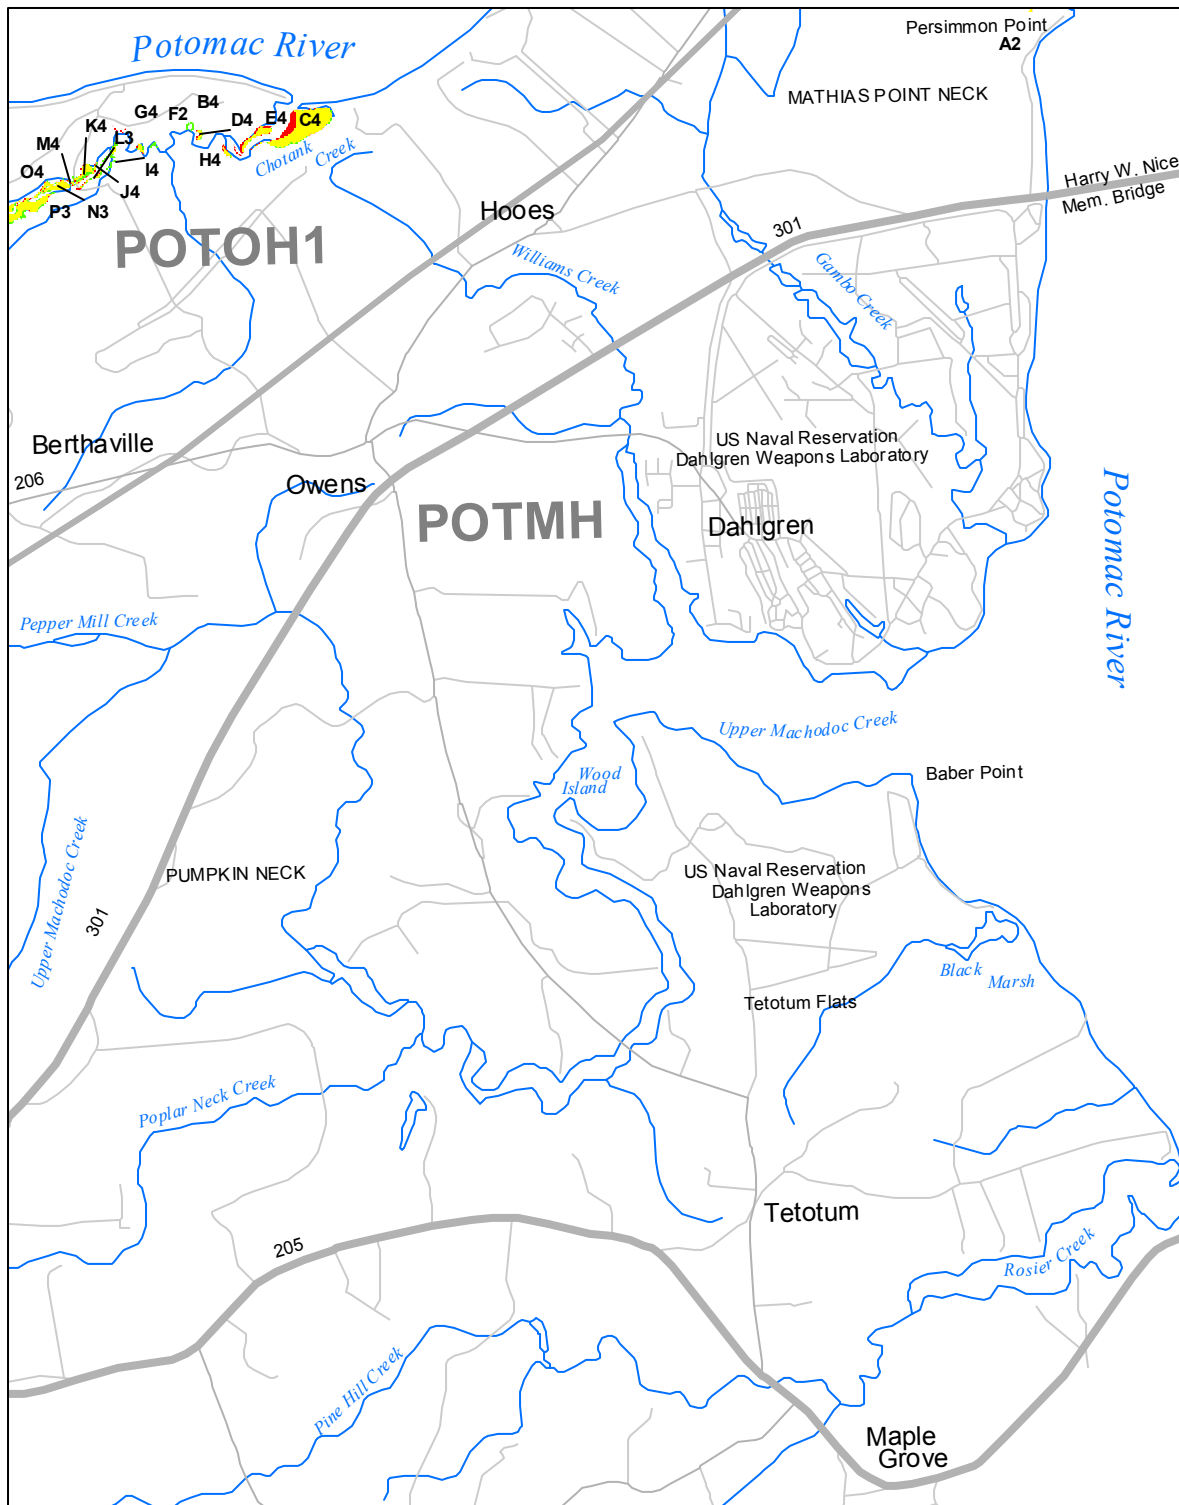 Persimmon Point
A2
Potomac River
MATHIAS POINT NECK
G4
B4
F2
D4
E4
C4
K4
L3
M4
H4
I4
O4
J4
P3
N3
Chotank
Creek
Harry W. Nice
Mem. Bridge
Hooes
301
POTOH1
Williams Creek
Gambo Creek
Berthaville
US Naval Reservation
Dahlgren Weapons Laboratory
206
Owens
POTMH
Dahlgren
Potomac River
Pepper Mill Creek
Upper Machodoc Creek
Wood
Island
Baber Point
Upper Machodoc Creek
PUMPKIN NECK
US Naval Reservation
Dahlgren Weapons
Laboratory
301
Black
Marsh
Tetotum Flats
Poplar Neck Creek
Tetotum
205
Rosier Creek
Pine Hill Creek
Maple
Grove